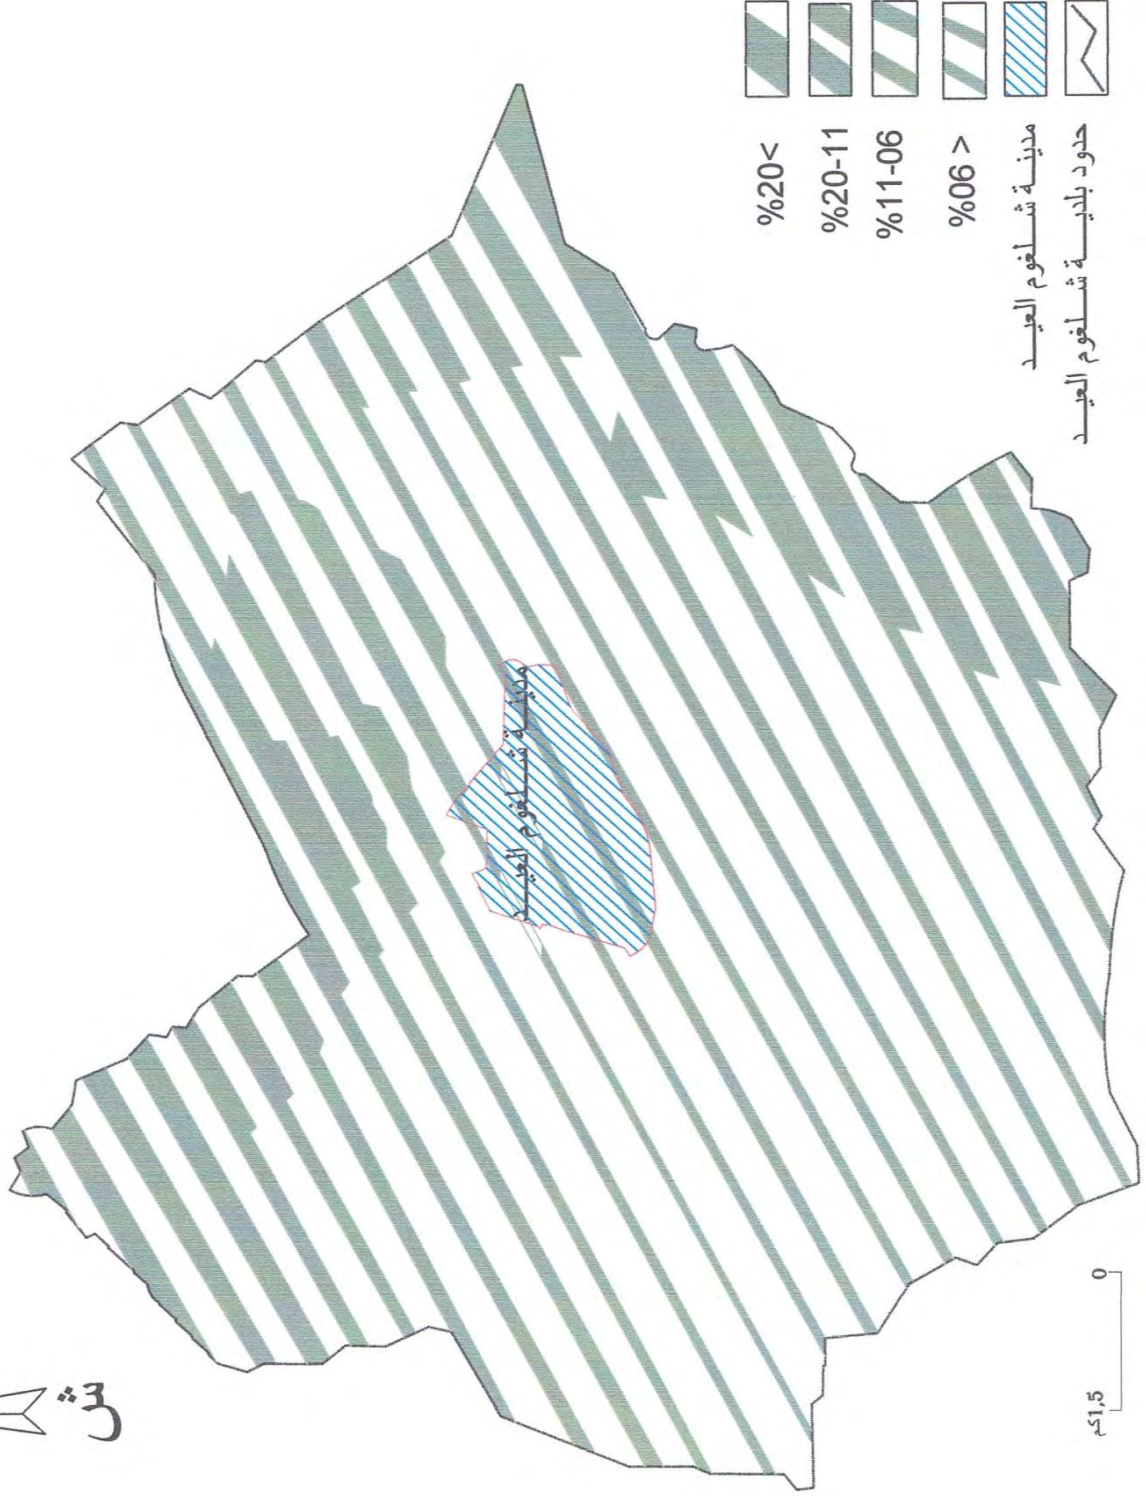 %20<
%20-11
%11-06
%06 >
مدينة شلغوم العيد
حدود بلدية شلغوم العيد
مدينة شلغوم العيد
ش
0
1,5كم